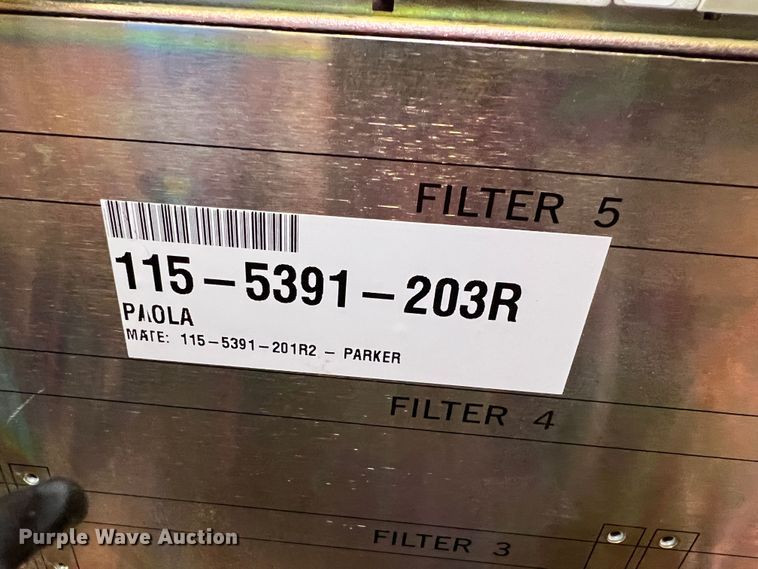 FILTER 5
115-5391-203R
PAOLA
MATE: 115-5391-201R2 - PARKER
FILTER 4
FILTER 3
Purple Wave Auction